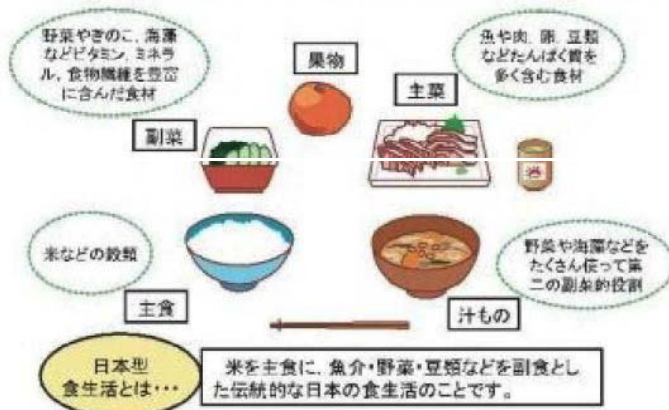 野菜やきのこ、海藻
などビタミン、ミネラ
ル、食物繊維を豊富
に含んだ食材
果物
魚や肉、卵、豆類
などたんぱく質を
多く含む食材
主菜
副菜
米などの穀類
野菜や海藻などを
たくさん使って第
二の副菜的役割
主食
汁もの
日本型
食生活とは・・・
米を主食に、魚介・野菜・豆類などを副食とし
た伝統的な日本の食生活のことです。